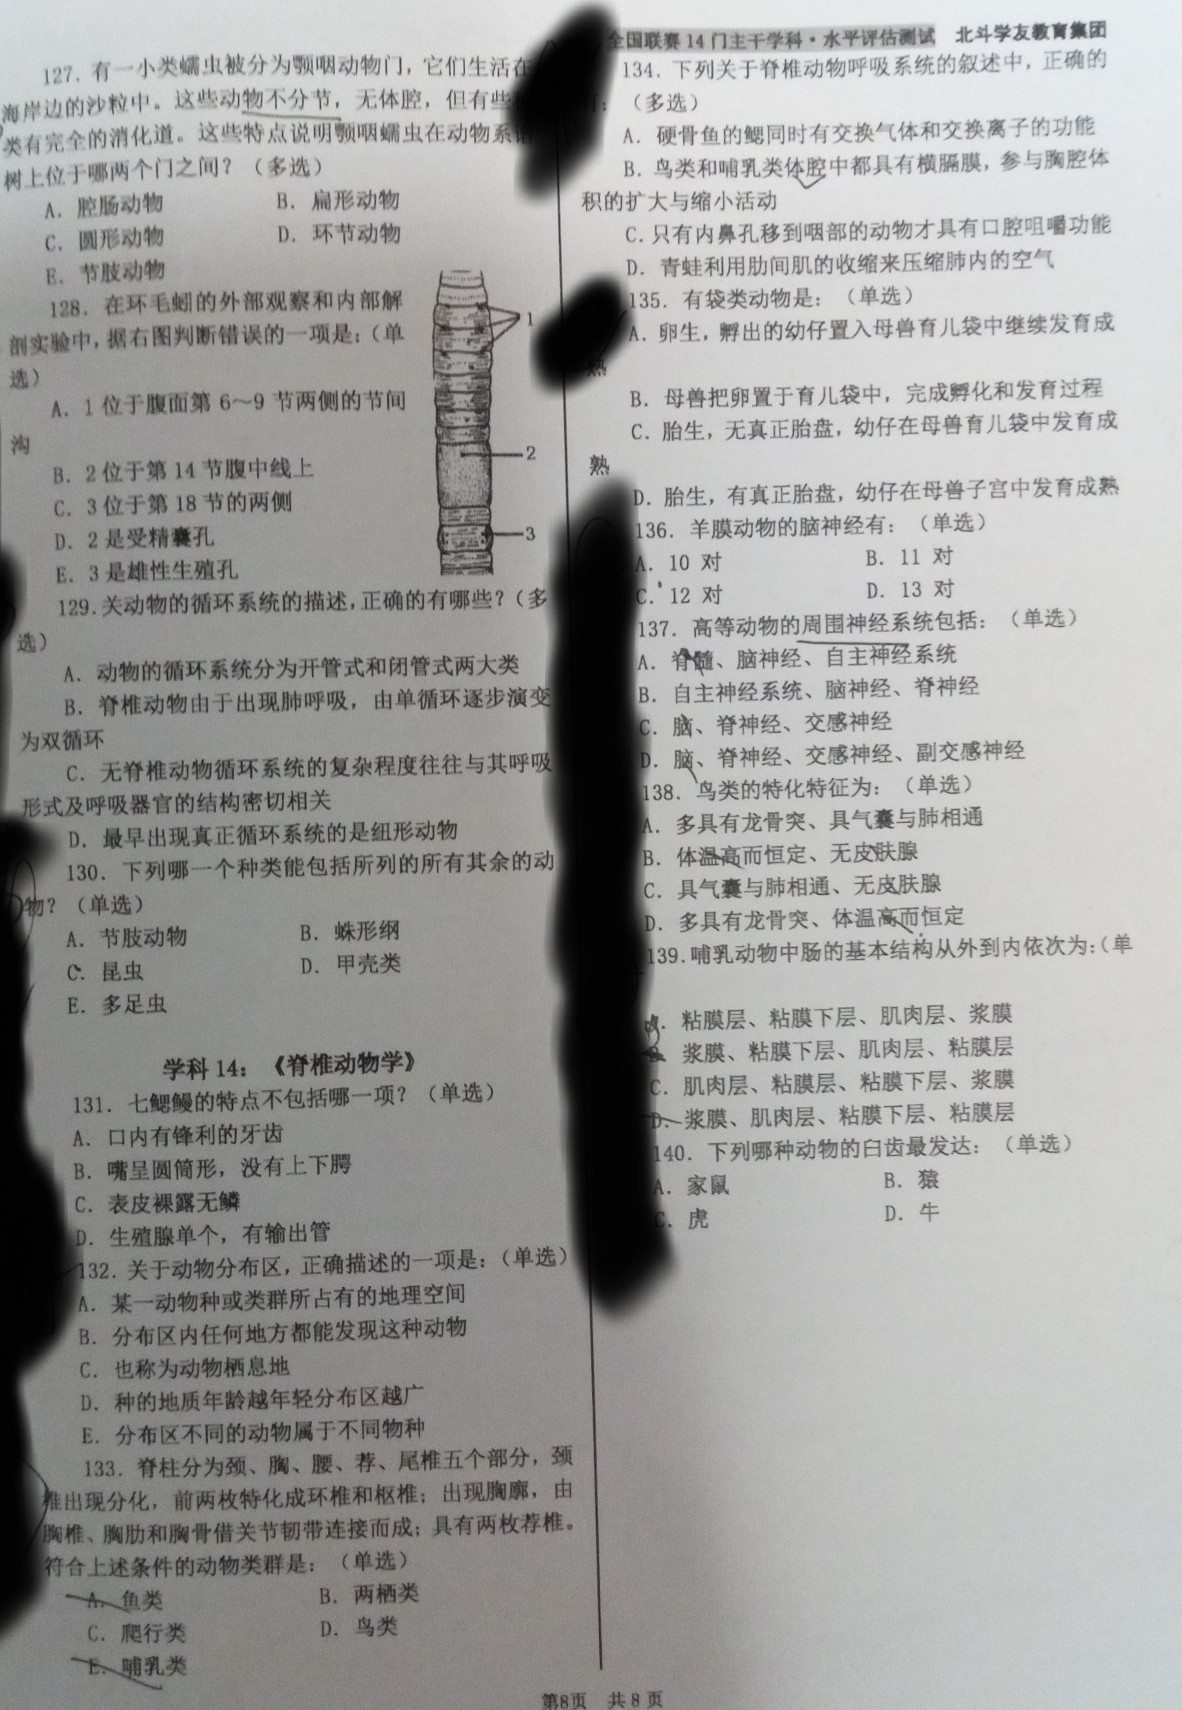 127. 有一小类蠕虫被分为颚咽动物门，它们生活在
海岸边的沙粒中。这些动物不分节，无体腔，但有些
类有完全的消化道。这些特点说明颚咽蠕虫在动物系
树上位于哪两个门之间？（多选）
A. 腔肠动物 B. 扁形动物
C. 圆形动物 D. 环节动物
E. 节肢动物
128. 在环毛蚓的外部观察和内部解
剖实验中，据右图判断错误的一项是：（单
选）
A. 1 位于腹面第 6～9 节两侧的节间
沟
B. 2 位于第 14 节腹中线上
C. 3 位于第 18 节的两侧
D. 2 是受精囊孔
E. 3 是雄性生殖孔
1
2
3
129. 关动物的循环系统的描述，正确的有哪些？（多
选）
A. 动物的循环系统分为开管式和闭管式两大类
B. 脊椎动物由于出现肺呼吸，由单循环逐步演变
为双循环
C. 无脊椎动物循环系统的复杂程度往往与其呼吸
形式及呼吸器官的结构密切相关
D. 最早出现真正循环系统的是纽形动物
130. 下列哪一个种类能包括所列的所有其余的动
物？（单选）
A. 节肢动物 B. 蛛形纲
C. 昆虫 D. 甲壳类
E. 多足虫
学科 14：《脊椎动物学》
131. 七鳃鳗的特点不包括哪一项？（单选）
A. 口内有锋利的牙齿
B. 嘴呈圆筒形，没有上下腭
C. 表皮裸露无鳞
D. 生殖腺单个，有输出管
132. 关于动物分布区，正确描述的一项是：（单选）
A. 某一动物种或类群所占有的地理空间
B. 分布区内任何地方都能发现这种动物
C. 也称为动物栖息地
D. 种的地质年龄越年轻分布区越广
E. 分布区不同的动物属于不同物种
133. 脊柱分为颈、胸、腰、荐、尾椎五个部分，颈
椎出现分化，前两枚特化成环椎和枢椎；出现胸廓，由
胸椎、胸肋和胸骨借关节韧带连接而成；具有两枚荐椎。
符合上述条件的动物类群是：（单选）
A. 鱼类 B. 两栖类
C. 爬行类 D. 鸟类
E. 哺乳类
全国联赛 14 门主干学科·水平评估测试 北斗学友教育集团
134. 下列关于脊椎动物呼吸系统的叙述中，正确的
：（多选）
A. 硬骨鱼的鳃同时有交换气体和交换离子的功能
B. 鸟类和哺乳类体腔中都具有横膈膜，参与胸腔体
积的扩大与缩小活动
C. 只有内鼻孔移到咽部的动物才具有口腔咀嚼功能
D. 青蛙利用肋间肌的收缩来压缩肺内的空气
135. 有袋类动物是：（单选）
A. 卵生，孵出的幼仔置入母兽育儿袋中继续发育成
熟
B. 母兽把卵置于育儿袋中，完成孵化和发育过程
C. 胎生，无真正胎盘，幼仔在母兽育儿袋中发育成
熟
D. 胎生，有真正胎盘，幼仔在母兽子宫中发育成熟
136. 羊膜动物的脑神经有：（单选）
A. 10 对 B. 11 对
C. 12 对 D. 13 对
137. 高等动物的周围神经系统包括：（单选）
A. 脊髓、脑神经、自主神经系统
B. 自主神经系统、脑神经、脊神经
C. 脑、脊神经、交感神经
D. 脑、脊神经、交感神经、副交感神经
138. 鸟类的特化特征为：（单选）
A. 多具有龙骨突、具气囊与肺相通
B. 体温高而恒定、无皮肤腺
C. 具气囊与肺相通、无皮肤腺
D. 多具有龙骨突、体温高而恒定
139. 哺乳动物中肠的基本结构从外到内依次为：（单
A. 粘膜层、粘膜下层、肌肉层、浆膜
B. 浆膜、粘膜下层、肌肉层、粘膜层
C. 肌肉层、粘膜层、粘膜下层、浆膜
D. 浆膜、肌肉层、粘膜下层、粘膜层
140. 下列哪种动物的臼齿最发达：（单选）
A. 家鼠 B. 猿
C. 虎 D. 牛
第8页 共 8 页